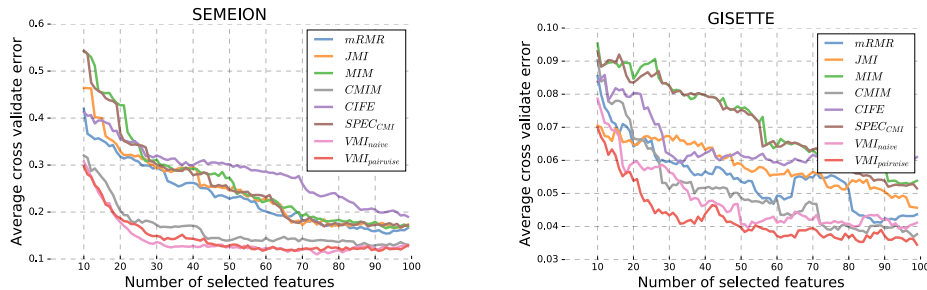 SEMEION
Average cross validate error
0.6
0.5
0.4
0.3
0.2
0.1
10 20 30 40 50 60 70 80 90 100
Number of selected features
mRMR
JMI
MIM
CMIM
CIFE
SPEC_CMI
VMI_naive
VMI_pairwise
GISETTE
Average cross validate error
0.10
0.09
0.08
0.07
0.06
0.05
0.04
0.03
10 20 30 40 50 60 70 80 90 100
Number of selected features
mRMR
JMI
MIM
CMIM
CIFE
SPEC_CMI
VMI_naive
VMI_pairwise